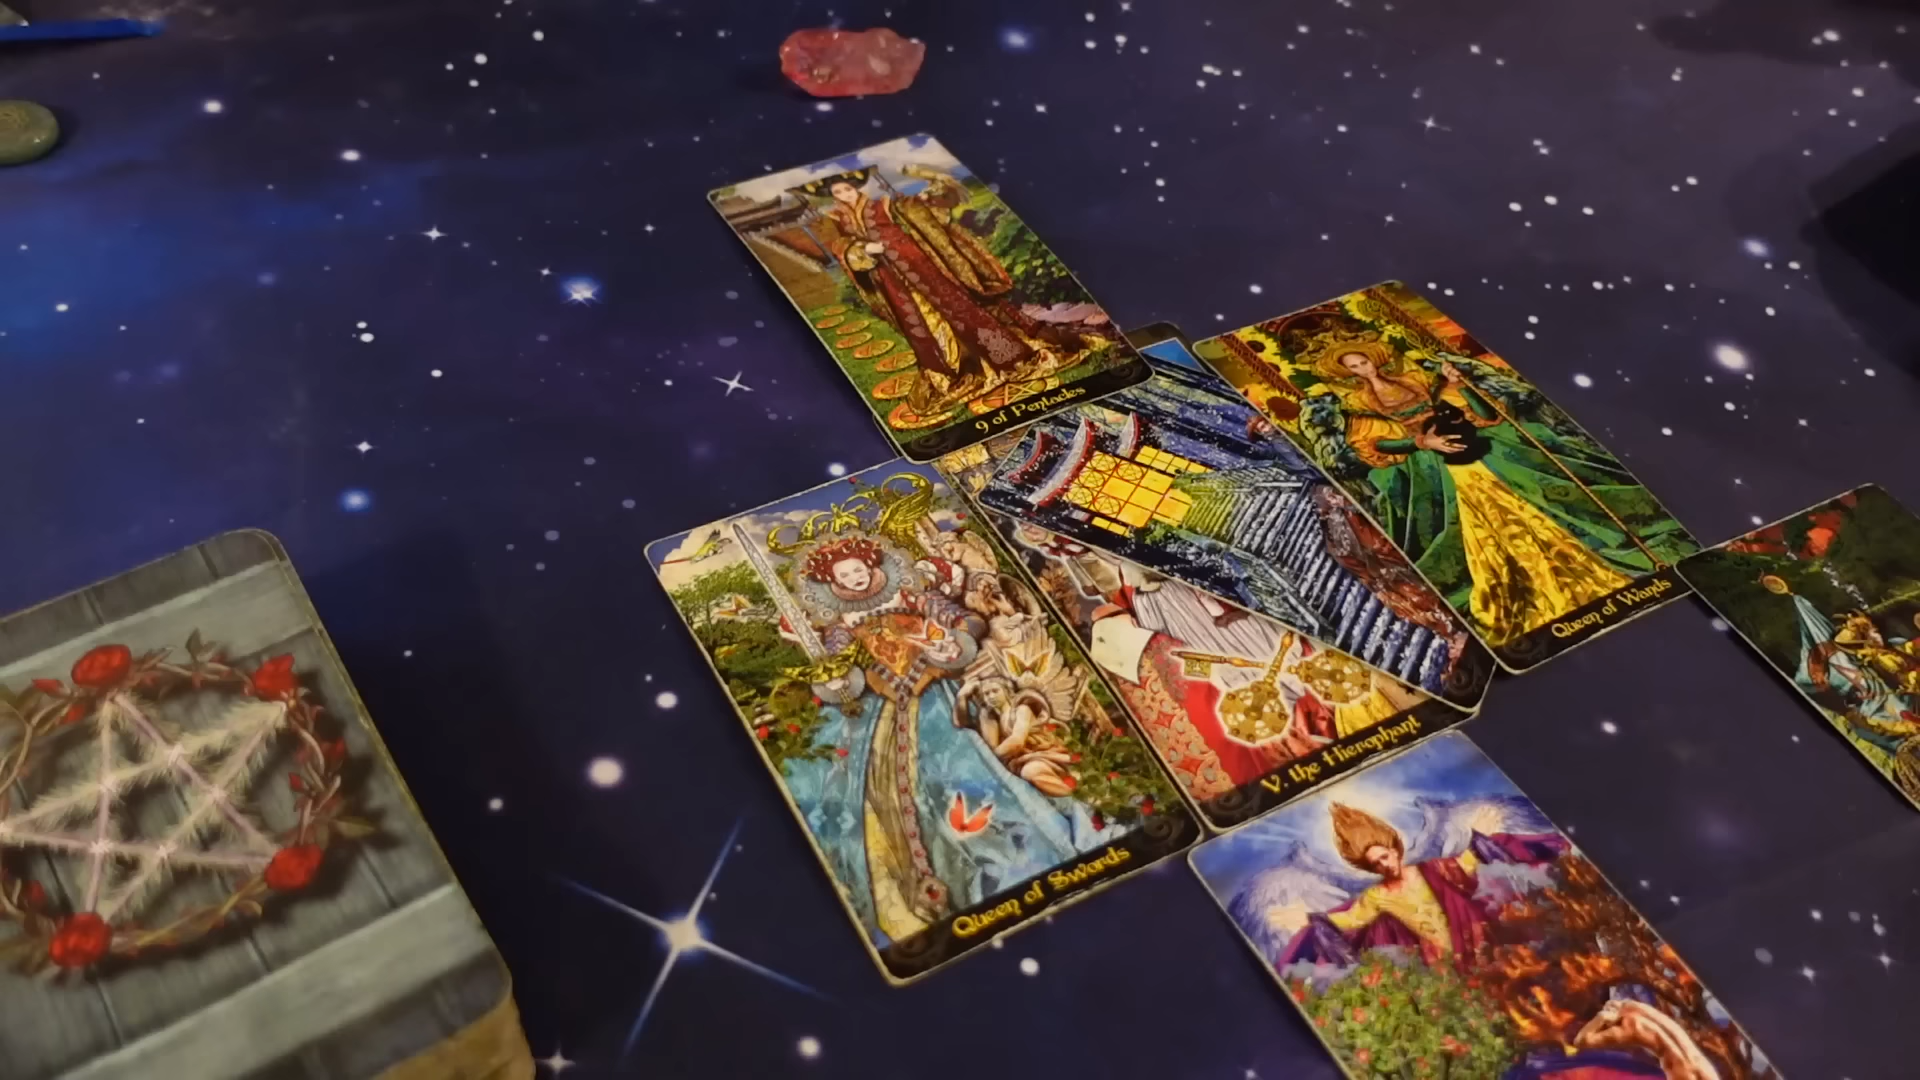 9 of Pentacles
Queen of Wands
V. the Hierophant
Queen of Swords